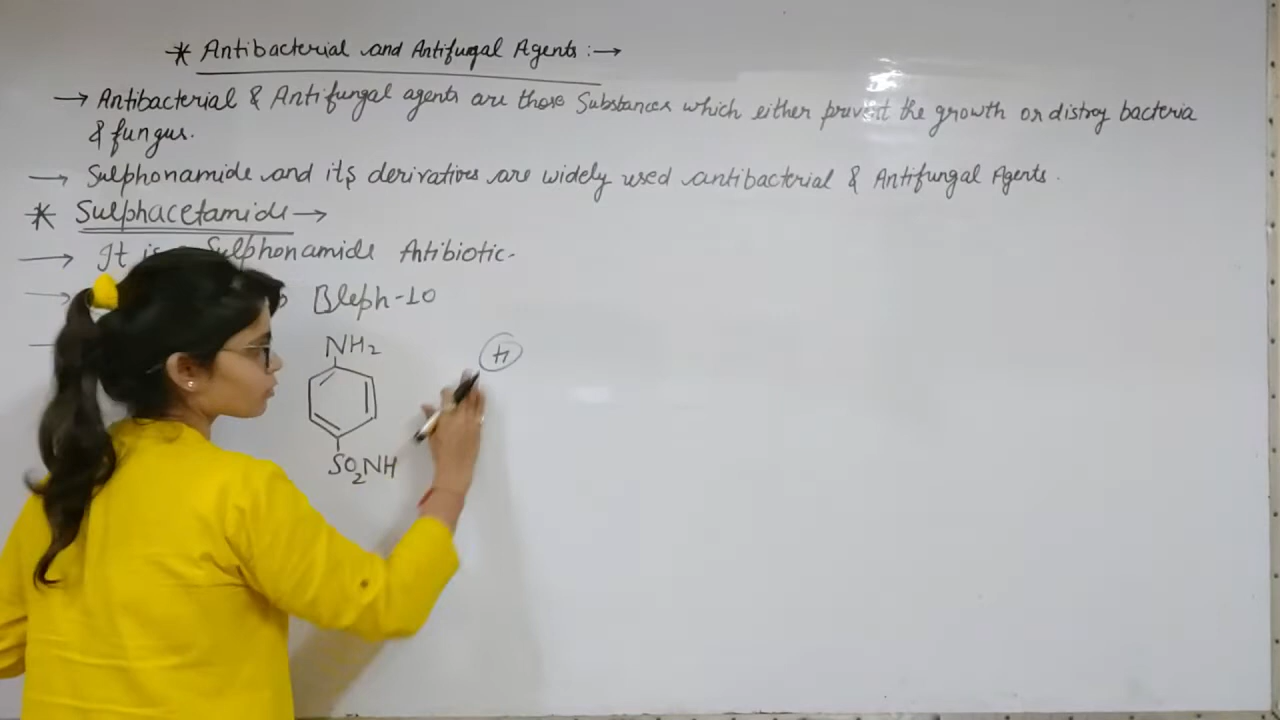 * Antibacterial and Antifungal Agents :→
→ Antibacterial & Antifungal agents are those Substances which either prevent the growth or distroy bacteria
& fungus.
→ Sulphonamide and its derivatives are widely used antibacterial & Antifungal Agents.
* Sulphacetamide →
→ It is Sulphonamide Antibiotic.
→ Bleph-10
NH2
SO2NH